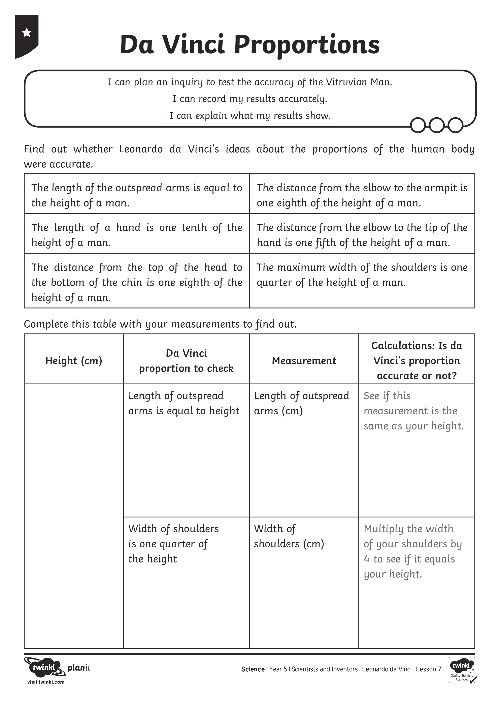 Da Vinci Proportions
I can plan an inquiry to test the accuracy of the Vitruvian Man.
I can record my results accurately.
I can explain what my results show.
Find out whether Leonardo da Vinci's ideas about the proportions of the human body
were accurate.
The length of the outspread arms is equal to
the height of a man.
The distance from the elbow to the armpit is
one eighth of the height of a man.
The length of a hand is one tenth of the
height of a man.
The distance from the elbow to the tip of the
hand is one fifth of the height of a man.
The distance from the top of the head to
the bottom of the chin is one eighth of the
height of a man.
The maximum width of the shoulders is one
quarter of the height of a man.
Complete this table with your measurements to find out.
Height (cm)
Da Vinci
proportion to check
Measurement
Calculations: Is da
Vinci's proportion
accurate or not?
Length of outspread
arms is equal to height
Length of outspread
arms (cm)
See if this
measurement is the
same as your height.
Width of shoulders
is one quarter of
the height
Width of
shoulders (cm)
Multiply the width
of your shoulders by
4 to see if it equals
your height.
twinkl planit
visit twinkl.com
Science | Year 5 | Scientists and Inventors | Leonardo da Vinci | Lesson 7
twinkl